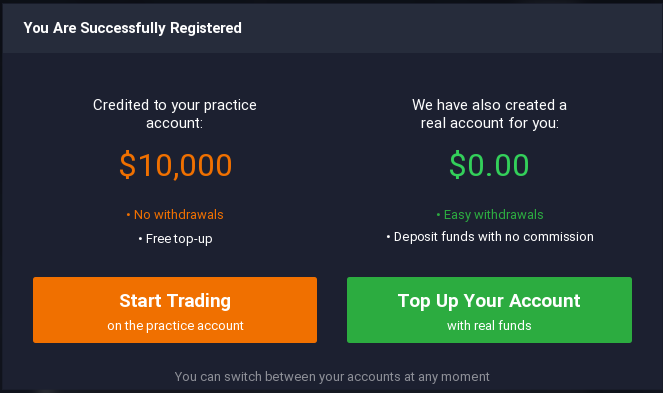 You Are Successfully Registered
Credited to your practice
account:
$10,000
• No withdrawals
• Free top-up
Start Trading
on the practice account
We have also created a
real account for you:
$0.00
• Easy withdrawals
• Deposit funds with no commission
Top Up Your Account
with real funds
You can switch between your accounts at any moment